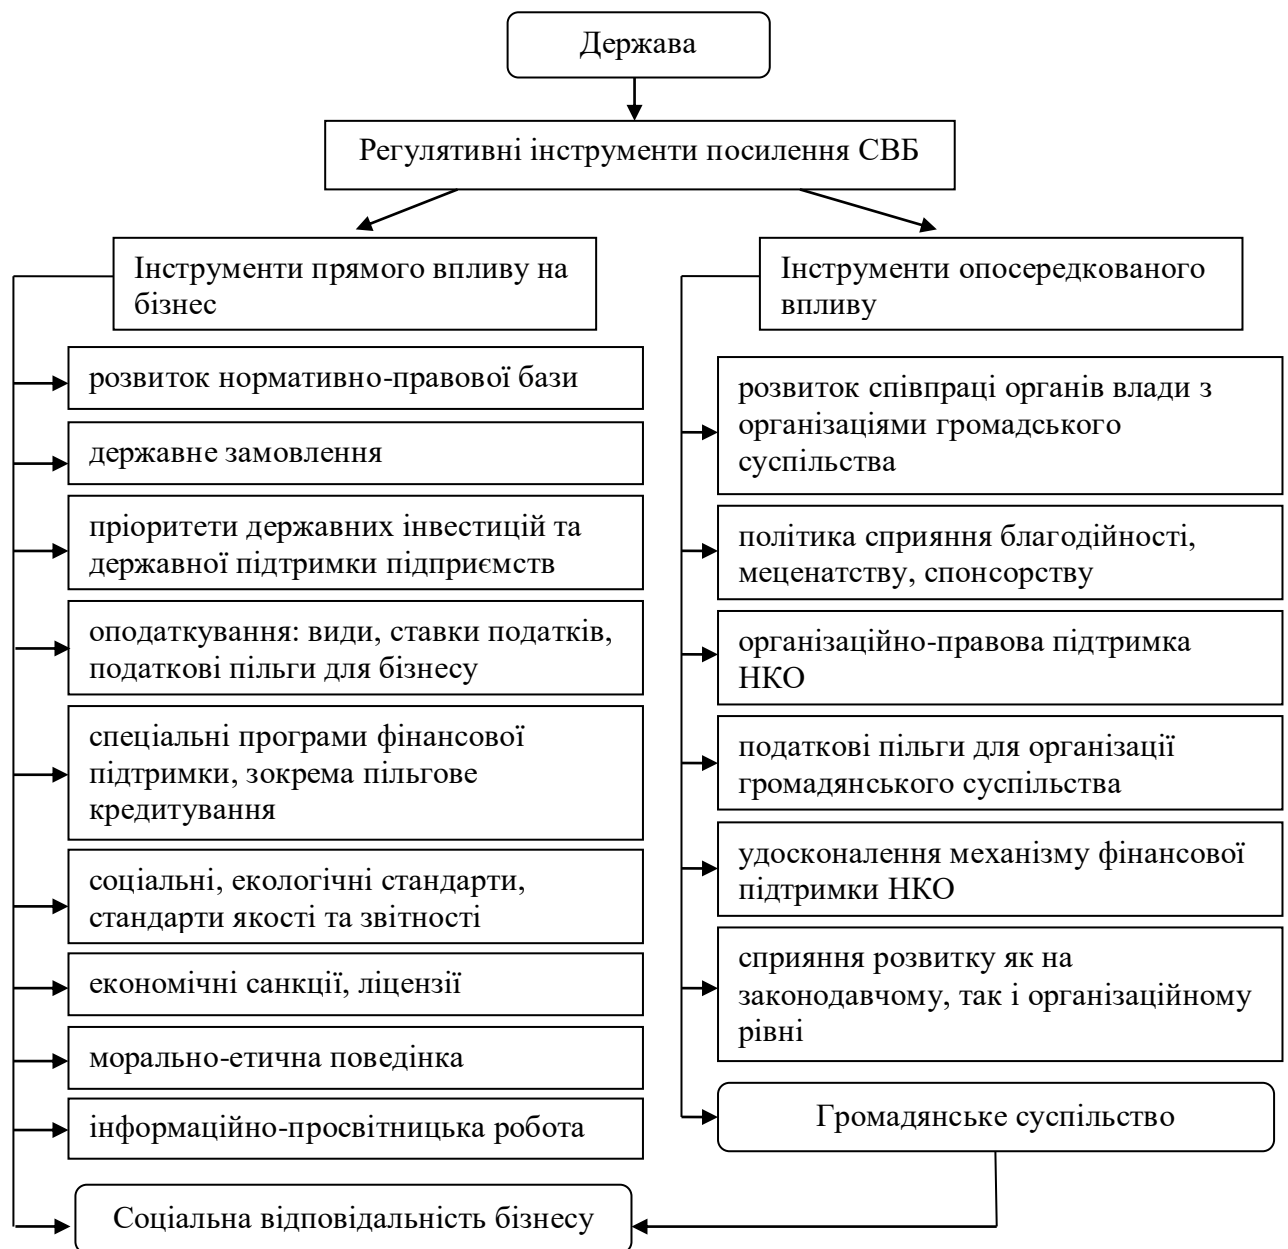 Держава
Регулятивні інструменти посилення СВБ
Інструменти прямого впливу на
бізнес
розвиток нормативно-правової бази
державне замовлення
пріоритети державних інвестицій та
державної підтримки підприємств
оподаткування: види, ставки податків,
податкові пільги для бізнесу
спеціальні програми фінансової
підтримки, зокрема пільгове
кредитування
соціальні, екологічні стандарти,
стандарти якості та звітності
економічні санкції, ліцензії
морально-етична поведінка
інформаційно-просвітницька робота
Соціальна відповідальність бізнесу
Інструменти опосередкованого
впливу
розвиток співпраці органів влади з
організаціями громадського
суспільства
політика сприяння благодійності,
меценатству, спонсорству
організаційно-правова підтримка
НКО
податкові пільги для організації
громадянського суспільства
удосконалення механізму фінансової
підтримки НКО
сприяння розвитку як на
законодавчому, так і організаційному
рівні
Громадянське суспільство